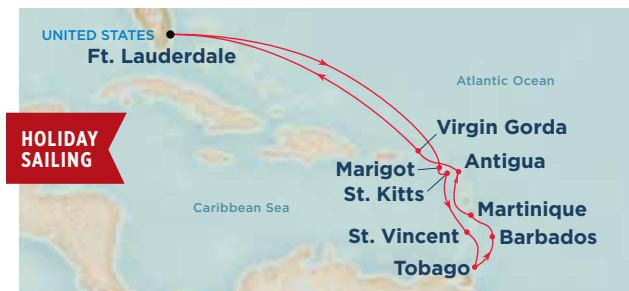 UNITED STATES
Ft. Lauderdale
Atlantic Ocean
HOLIDAY
SAILING
Virgin Gorda
Marigot
Antigua
St. Kitts
Caribbean Sea
Martinique
St. Vincent
Barbados
Tobago